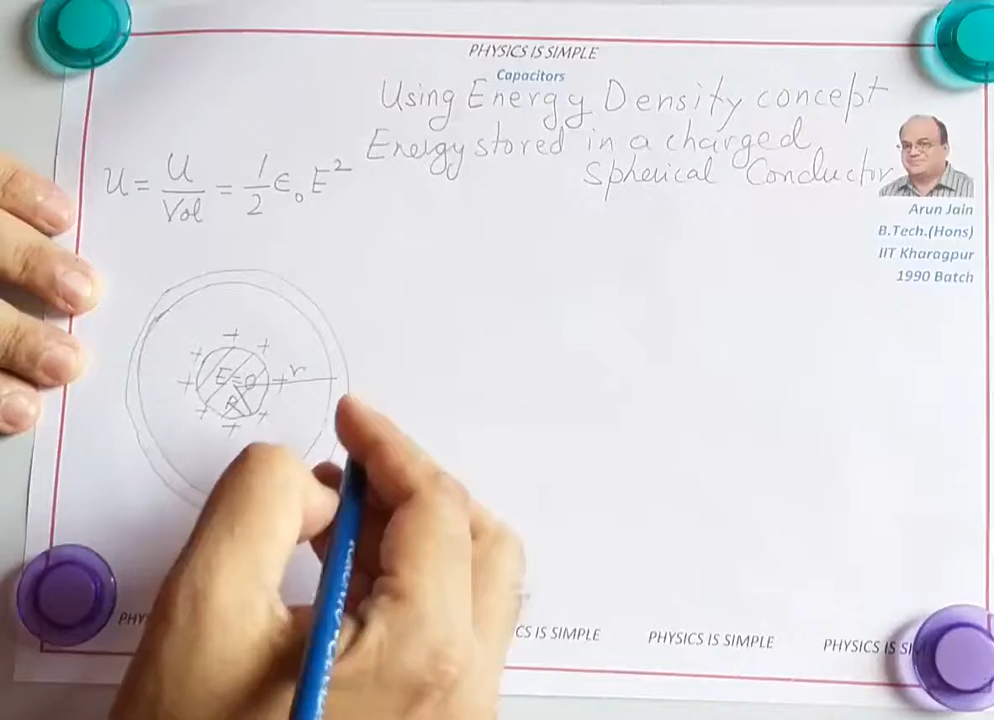 PHYSICS IS SIMPLE
Capacitors
Using Energy Density concept
Energy stored in a charged
Spherical Conductor
u = U/Vol = 1/2 ϵ₀ E²
Arun Jain
B.Tech.(Hons)
IIT Kharagpur
1990 Batch
+ + +
E=0 r
+ +
R
+ + +
PHY CS IS SIMPLE PHYSICS IS SIMPLE PHYSICS IS SI